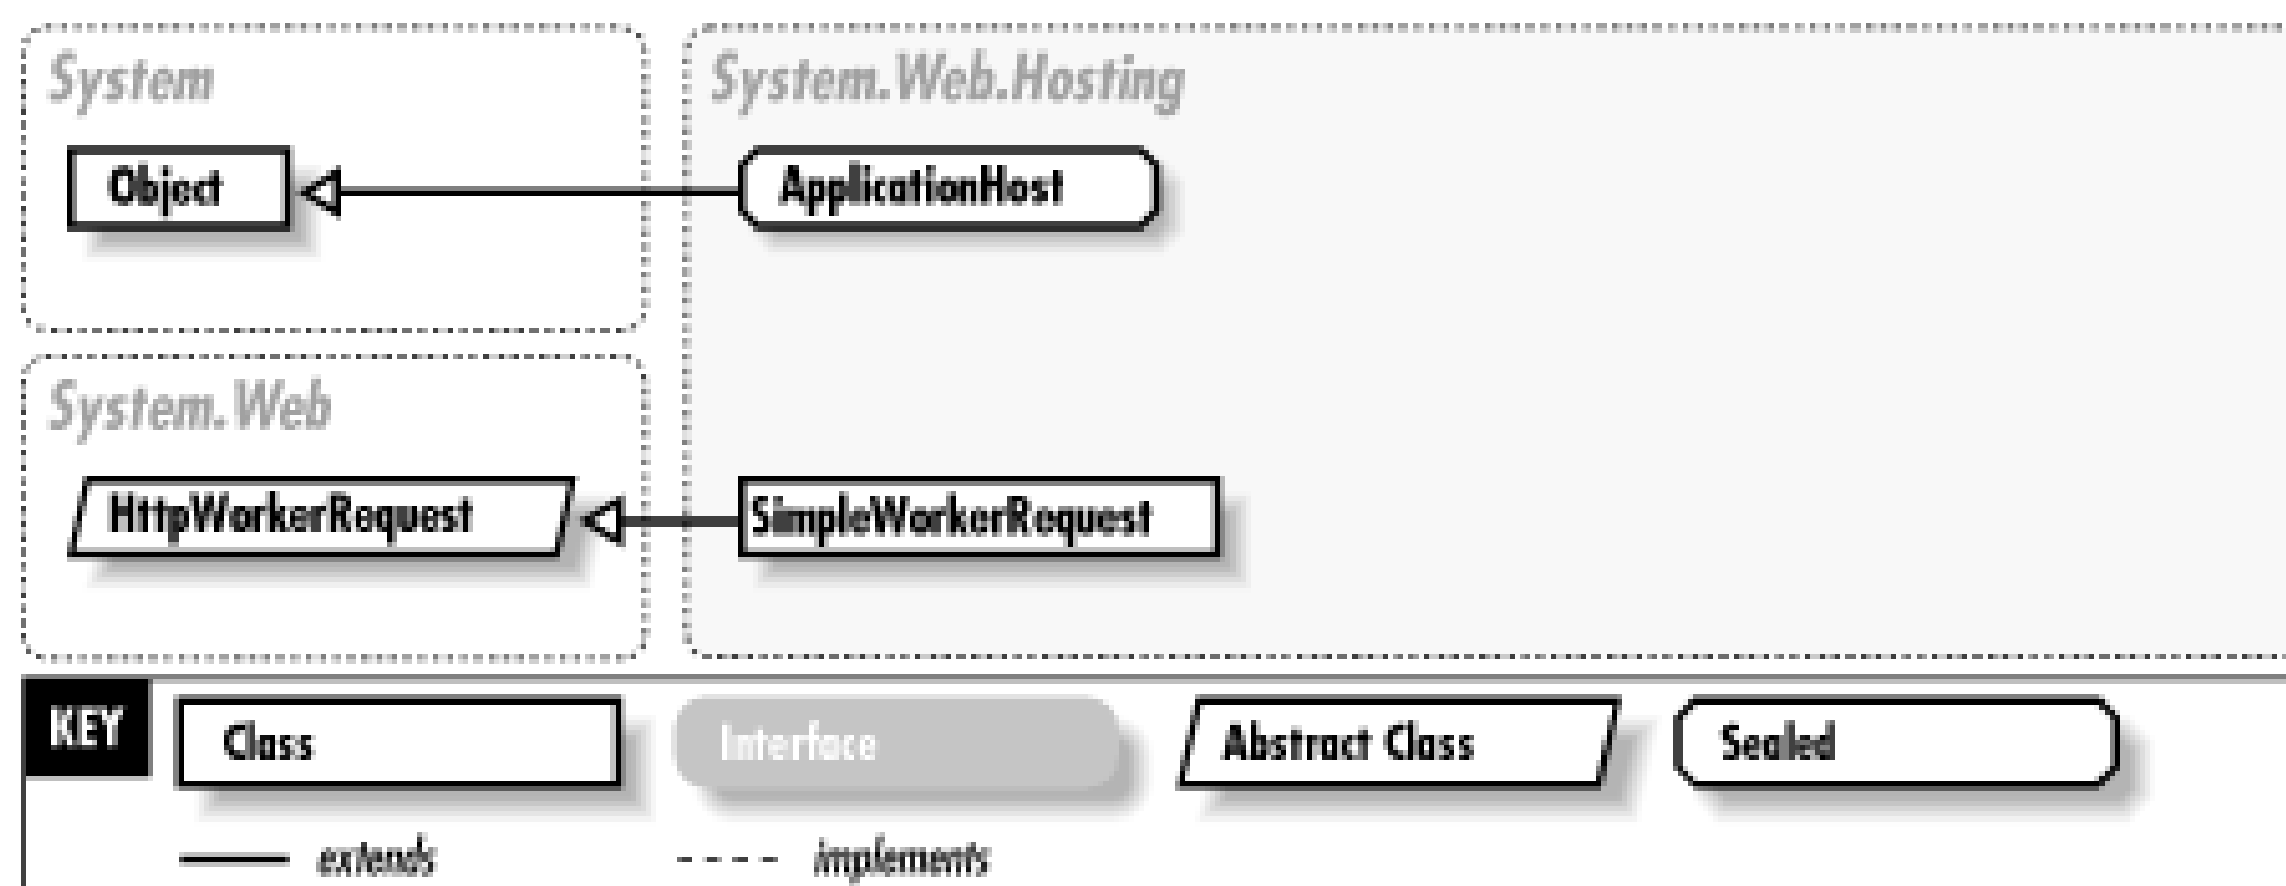 System
System.Web.Hosting
Object
ApplicationHost
System.Web
HttpWorkerRequest
SimpleWorkerRequest
KEY
Class
Interface
Abstract Class
Sealed
extends
implements